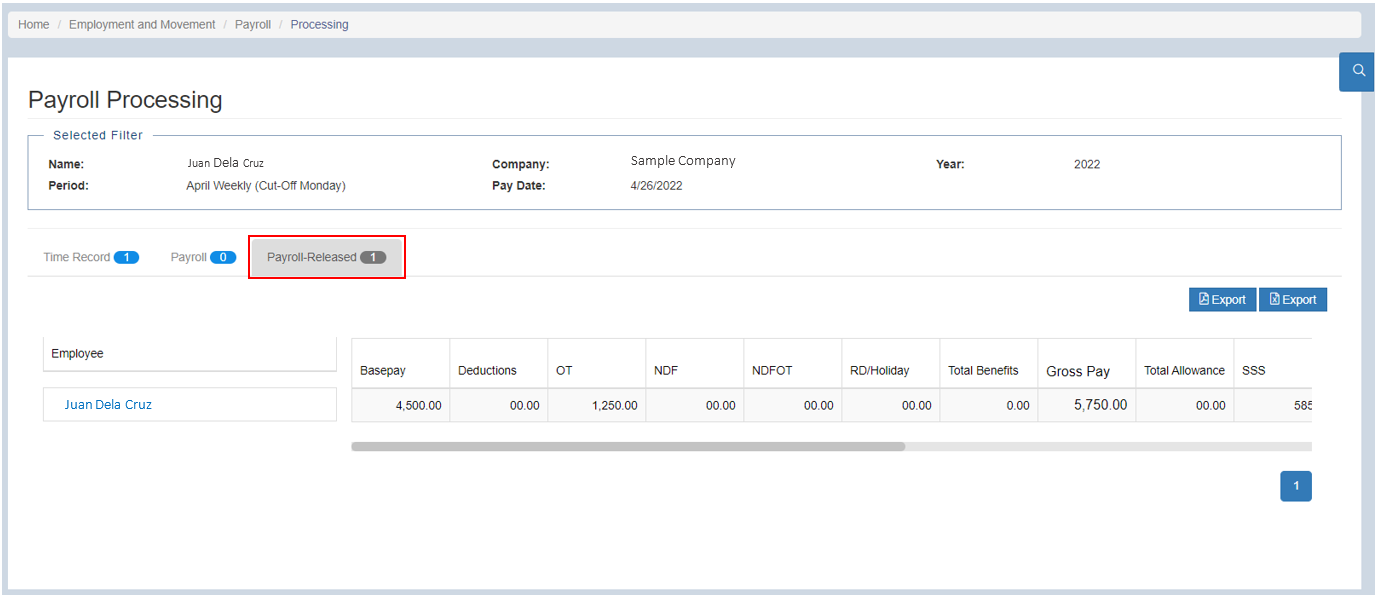 Home / Employment and Movement / Payroll / Processing
Payroll Processing
Selected Filter
Name: Juan Dela Cruz Company: Sample Company Year: 2022
Period: April Weekly (Cut-Off Monday) Pay Date: 4/26/2022
Time Record 1 Payroll 0 Payroll-Released 1
Export Export
Employee Basepay Deductions OT NDF NDFOT RD/Holiday Total Benefits Gross Pay Total Allowance SSS
Juan Dela Cruz 4,500.00 00.00 1,250.00 00.00 00.00 00.00 0.00 5,750.00 00.00 585
1